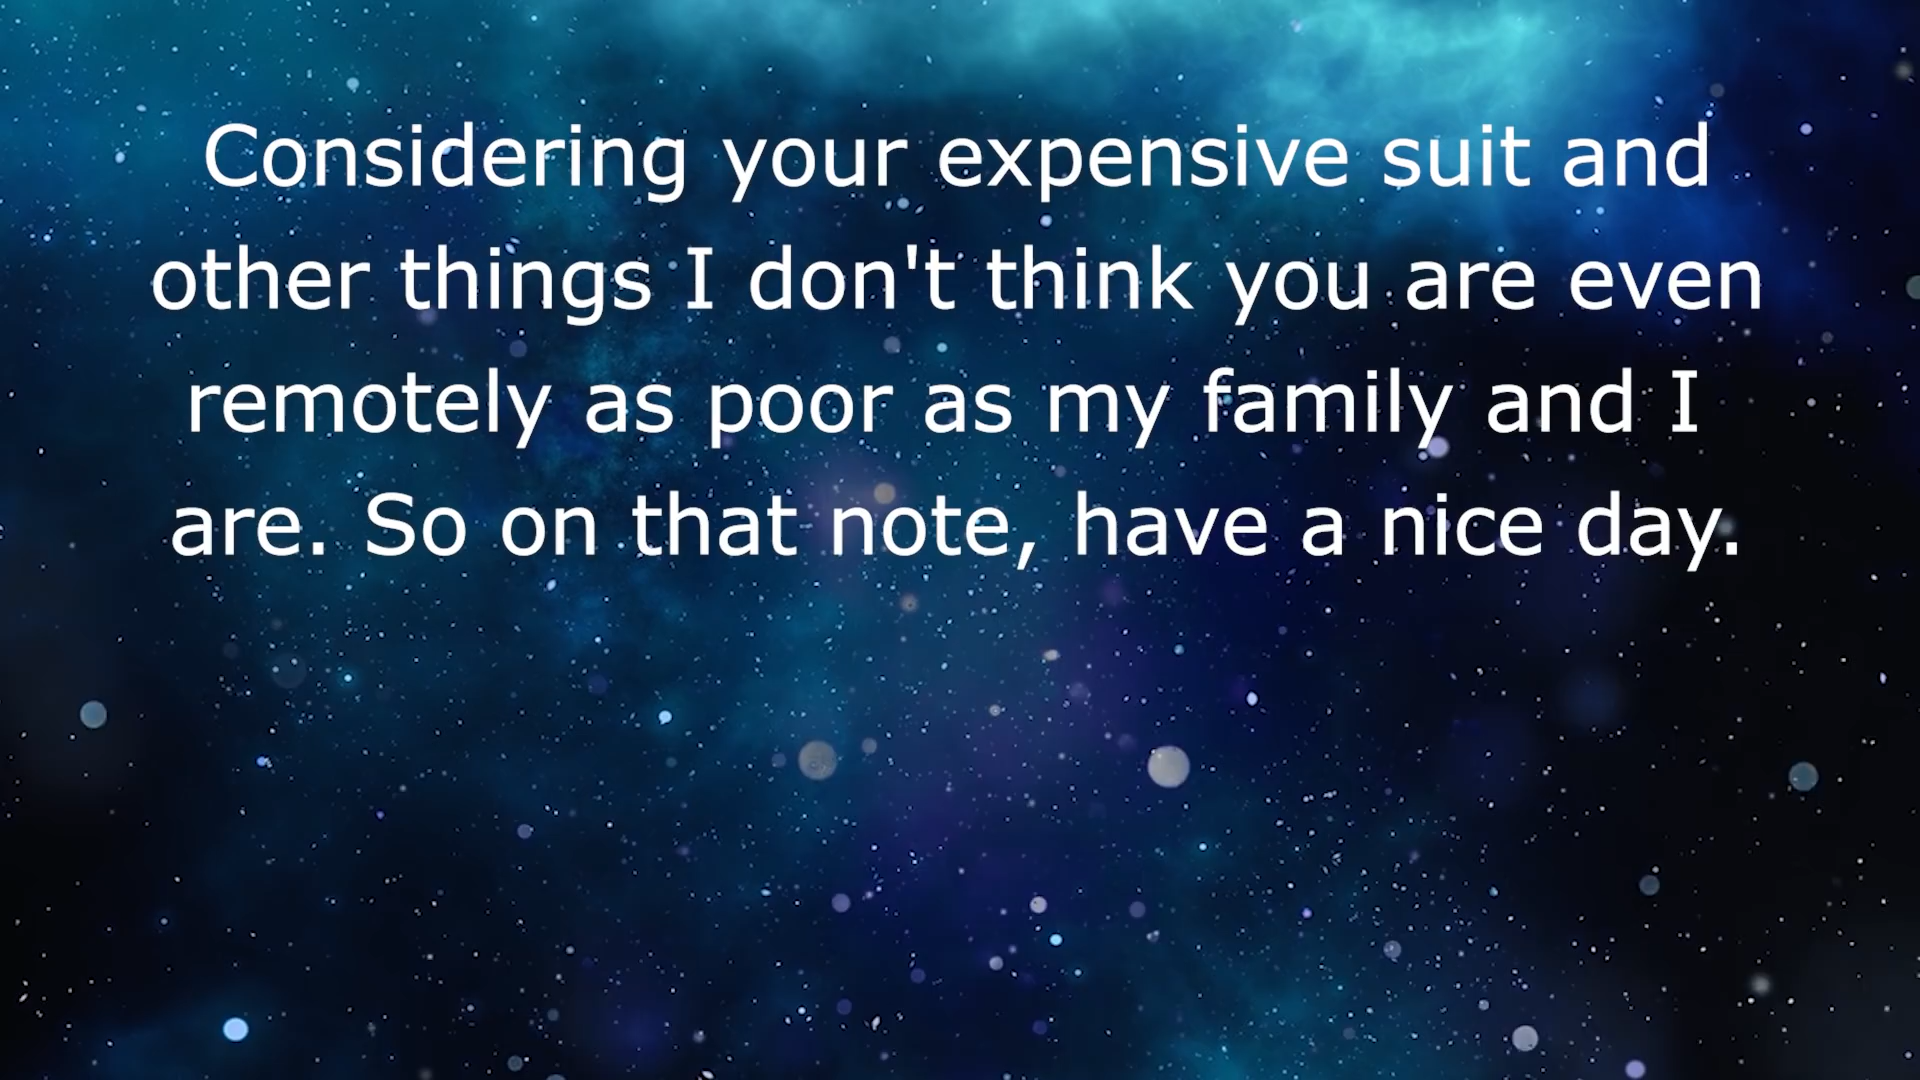 Considering your expensive suit and
other things I don't think you are even
remotely as poor as my family and I
are. So on that note, have a nice day.